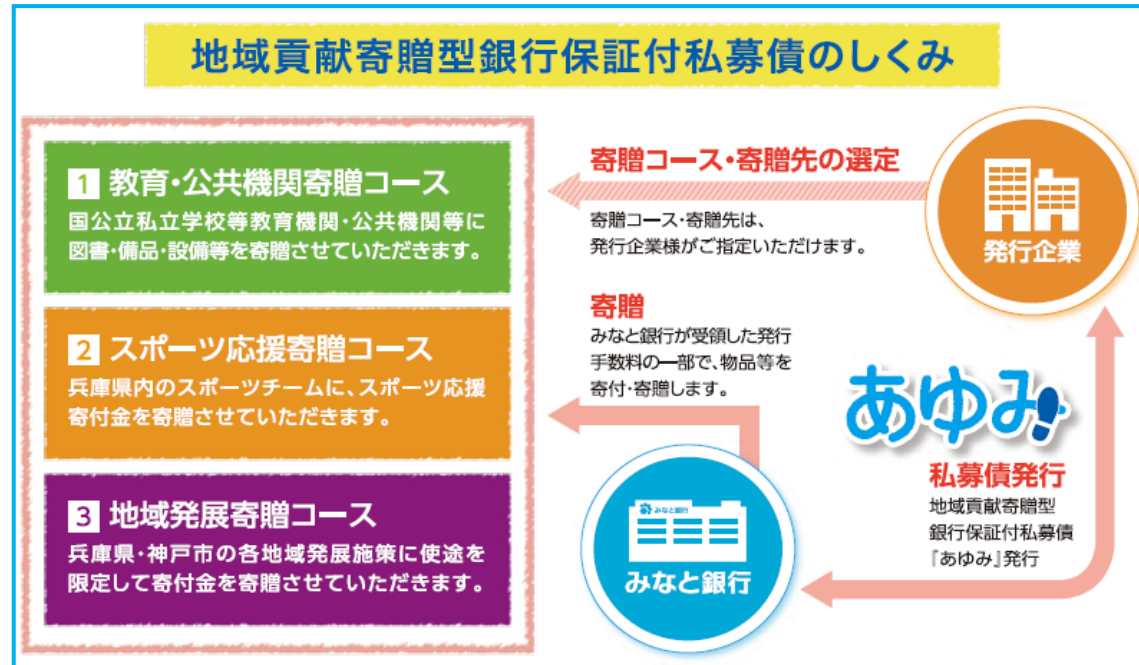 地域貢献寄贈型銀行保証付私募債のしくみ
1 教育・公共機関寄贈コース
国公立私立学校等教育機関・公共機関等に
図書・備品・設備等を寄贈させていただきます。
2 スポーツ応援寄贈コース
兵庫県内のスポーツチームに、スポーツ応援
寄付金を寄贈させていただきます。
3 地域発展寄贈コース
兵庫県・神戸市の各地域発展施策に使途を
限定して寄付金を寄贈させていただきます。
寄贈コース・寄贈先の選定
寄贈コース・寄贈先は、
発行企業様がご指定いただけます。
発行企業
寄贈
みなと銀行が受領した発行
手数料の一部で、物品等を
寄付・寄贈します。
みなと銀行
みなと銀行
あゆみ!
私募債発行
地域貢献寄贈型
銀行保証付私募債
『あゆみ』発行